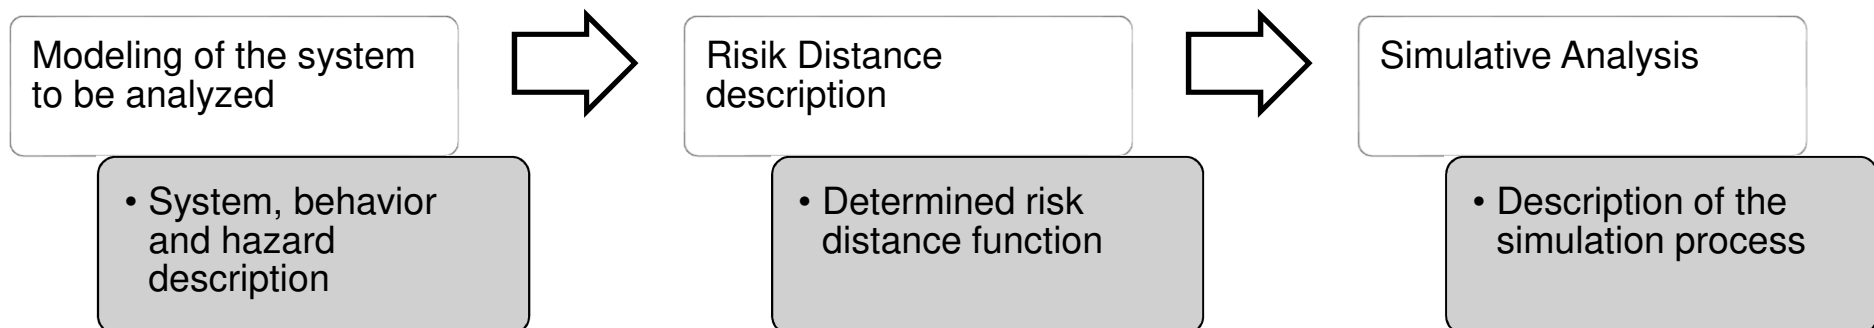 Modeling of the system
to be analyzed
• System, behavior
and hazard
description
Risik Distance
description
• Determined risk
distance function
Simulative Analysis
• Description of the
simulation process